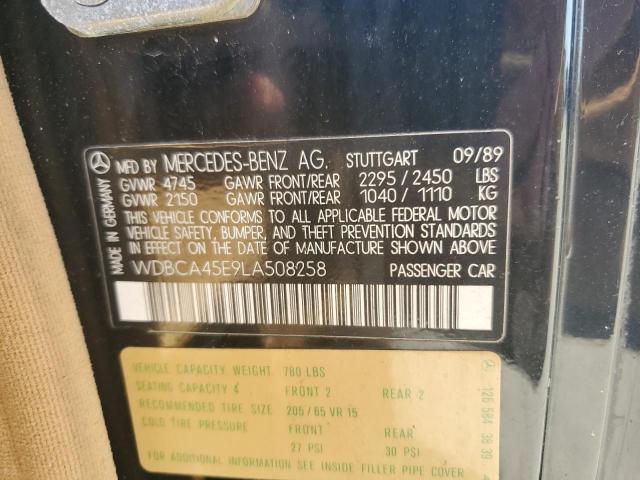 MADE IN GERMANY
MFD BY MERCEDES-BENZ AG. STUTTGART 09/89
GVWR 4745 GAWR FRONT/REAR 2295 / 2450 LBS
GVWR 2150 GAWR FRONT/REAR 1040 / 1110 KG
THIS VEHICLE CONFORMS TO ALL APPLICABLE FEDERAL MOTOR
VEHICLE SAFETY, BUMPER, AND THEFT PREVENTION STANDARDS
IN EFFECT ON THE DATE OF MANUFACTURE SHOWN ABOVE.
WDBCA45E9LA508258 PASSENGER CAR
VEHICLE CAPACITY WEIGHT: 780 LBS
SEATING CAPACITY 4 FRONT 2 REAR 2
RECOMMENDED TIRE SIZE 205 / 65 VR 15
COLD TIRE PRESSURE FRONT REAR
27 PSI 30 PSI
FOR ADDITIONAL INFORMATION SEE INSIDE FILLER PIPE COVER
126 584 38 39